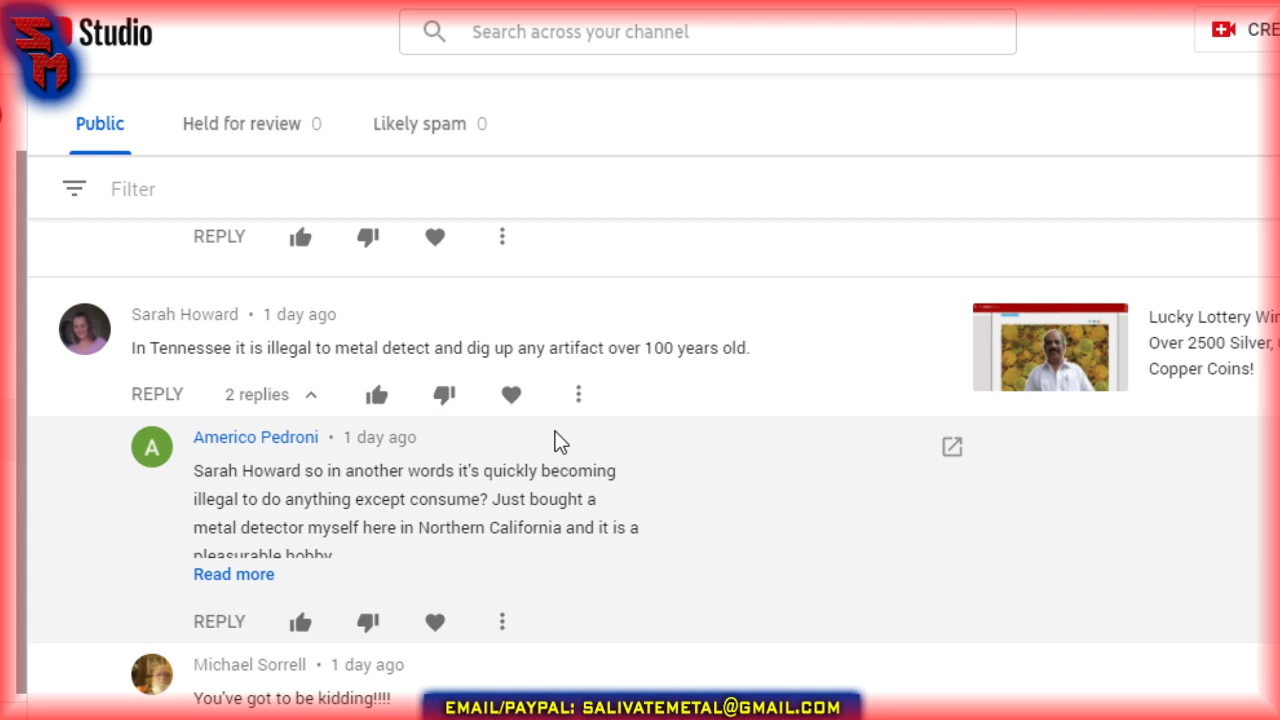 SM
Studio
Search across your channel
CRE
Public
Held for review 0
Likely spam 0
Filter
REPLY
Sarah Howard • 1 day ago
In Tennessee it is illegal to metal detect and dig up any artifact over 100 years old.
Lucky Lottery Win
Over 2500 Silver,
Copper Coins!
REPLY 2 replies
A
Americo Pedroni • 1 day ago
Sarah Howard so in another words it's quickly becoming
illegal to do anything except consume? Just bought a
metal detector myself here in Northern California and it is a
pleasurable hobby
Read more
REPLY
Michael Sorrell • 1 day ago
You've got to be kidding!!!!
EMAIL/PAYPAL: SALIVATEMETAL@GMAIL.COM